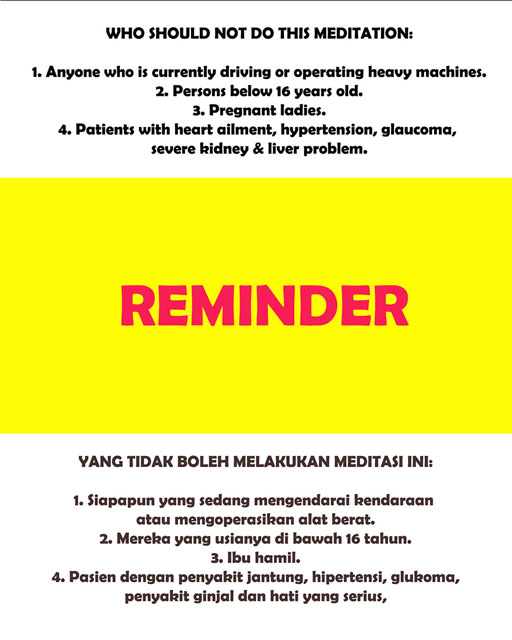 WHO SHOULD NOT DO THIS MEDITATION:
1. Anyone who is currently driving or operating heavy machines.
2. Persons below 16 years old.
3. Pregnant ladies.
4. Patients with heart ailment, hypertension, glaucoma,
severe kidney & liver problem.
REMINDER
YANG TIDAK BOLEH MELAKUKAN MEDITASI INI:
1. Siapapun yang sedang mengendarai kendaraan
atau mengoperasikan alat berat.
2. Mereka yang usianya di bawah 16 tahun.
3. Ibu hamil.
4. Pasien dengan penyakit jantung, hipertensi, glukoma,
penyakit ginjal dan hati yang serius,